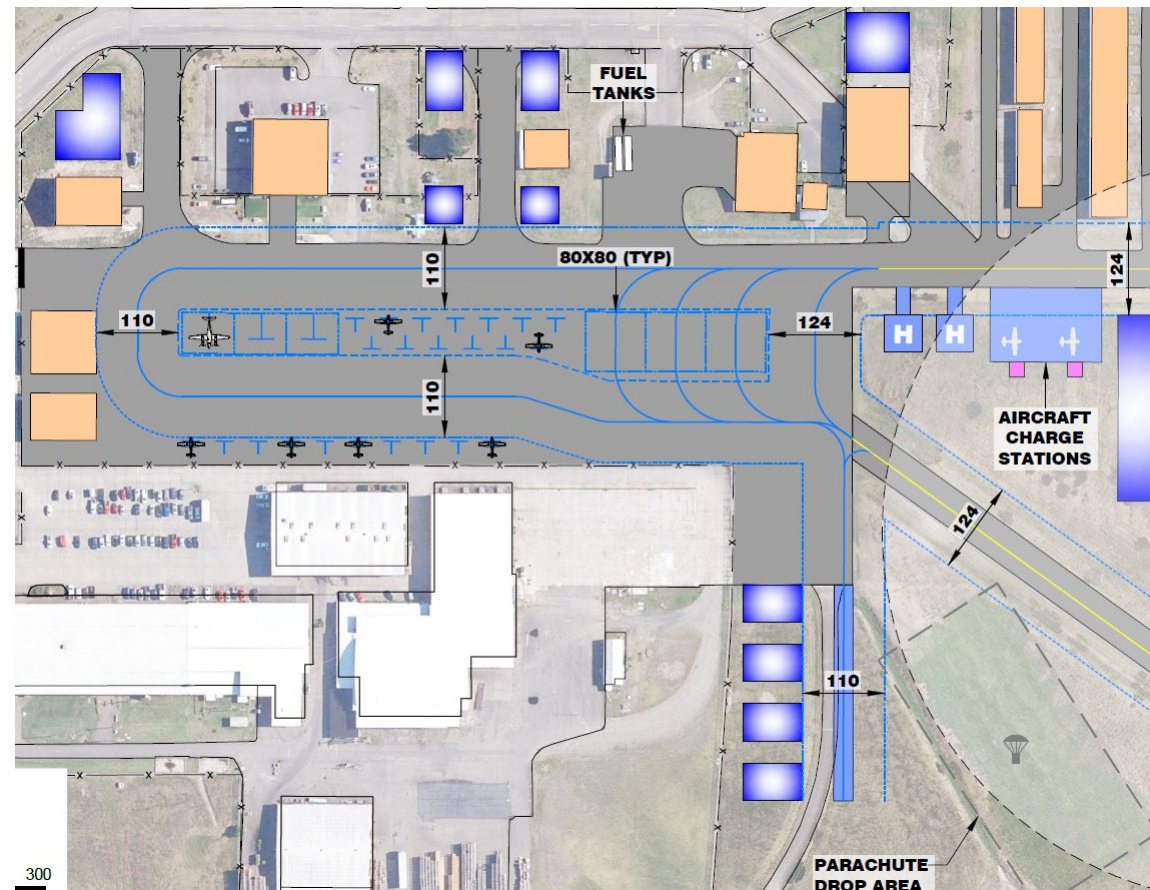 FUEL
TANKS
110
80X80 (TYP)
124
110
124
H
H
110
AIRCRAFT
CHARGE
STATIONS
124
110
300
PARACHUTE
DROP AREA